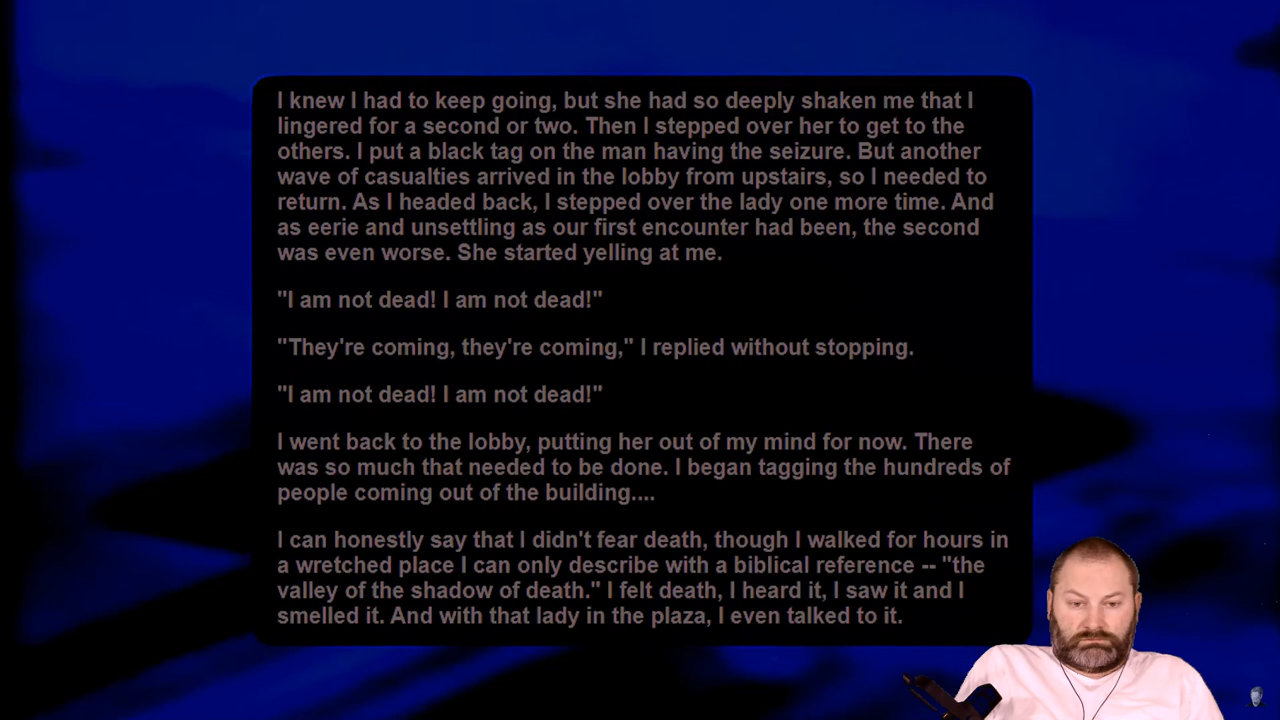 I knew I had to keep going, but she had so deeply shaken me that I
lingered for a second or two. Then I stepped over her to get to the
others. I put a black tag on the man having the seizure. But another
wave of casualties arrived in the lobby from upstairs, so I needed to
return. As I headed back, I stepped over the lady one more time. And
as eerie and unsettling as our first encounter had been, the second
was even worse. She started yelling at me.
"I am not dead! I am not dead!"
"They're coming, they're coming," I replied without stopping.
"I am not dead! I am not dead!"
I went back to the lobby, putting her out of my mind for now. There
was so much that needed to be done. I began tagging the hundreds of
people coming out of the building....
I can honestly say that I didn't fear death, though I walked for hours in
a wretched place I can only describe with a biblical reference -- "the
valley of the shadow of death." I felt death, I heard it, I saw it and I
smelled it. And with that lady in the plaza, I even talked to it.